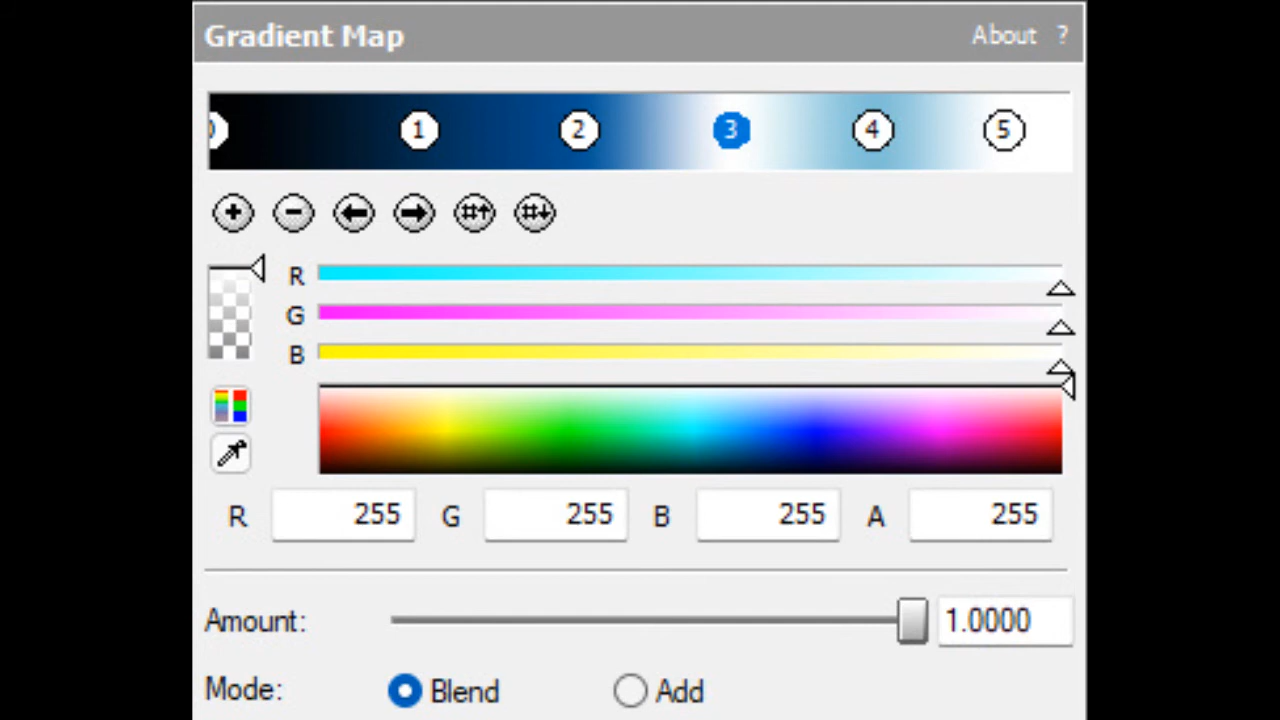 Gradient Map About ?
1 2 3 4 5
R
G
B
R 255 G 255 B 255 A 255
Amount: 1.0000
Mode: Blend Add